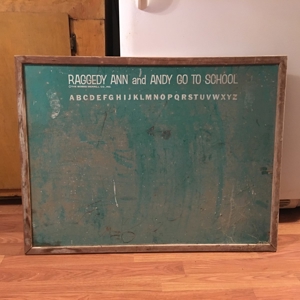 RAGGEDY ANN and ANDY GO TO SCHOOL
ABCDEFGHIJKLMNOPQRSTUVWXYZ